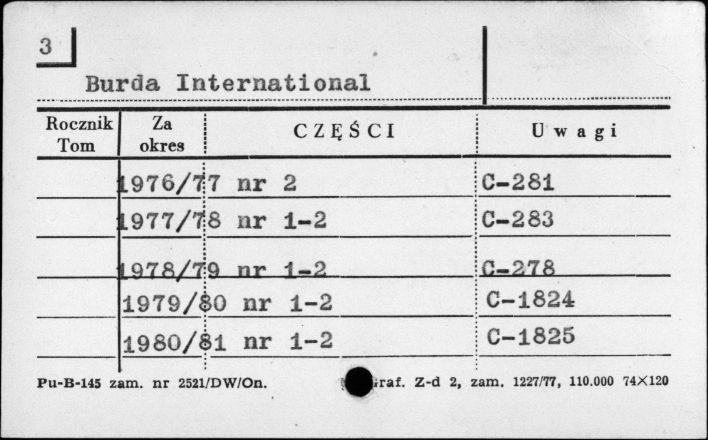 3
Burda International
Rocznik Tom Za okres CZĘŚCI Uwagi
1976/77 nr 2 C-281
1977/78 nr 1-2 C-283
1978/79 nr 1-2 C-278
1979/80 nr 1-2 C-1824
1980/81 nr 1-2 C-1825
Pu-B-145 zam. nr 2521/DW/On. raf. Z-d 2, zam. 1227/77, 110.000 74X120